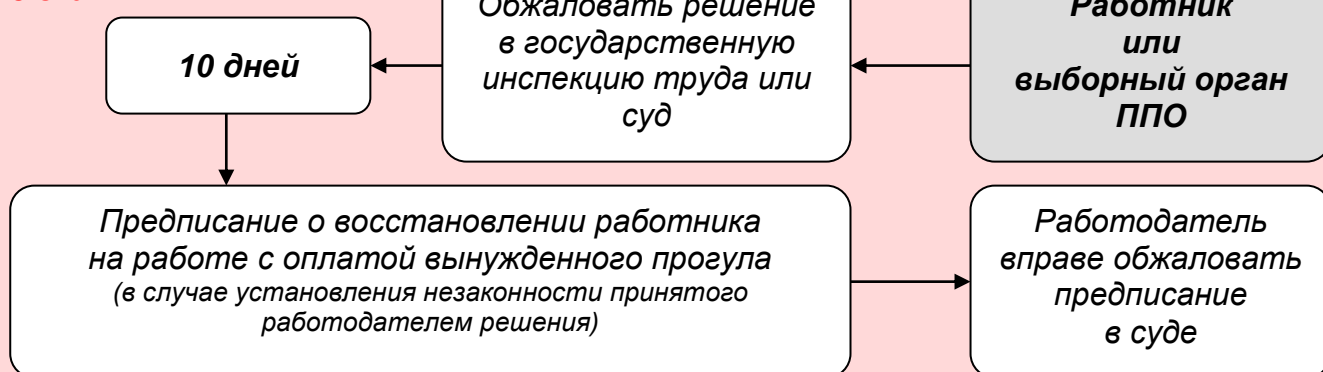 Работник
или
выборный орган
ППО
Обжаловать решение
в государственную
инспекцию труда или
суд
10 дней
Предписание о восстановлении работника
на работе с оплатой вынужденного прогула
(в случае установления незаконности принятого
работодателем решения)
Работодатель
вправе обжаловать
предписание
в суде